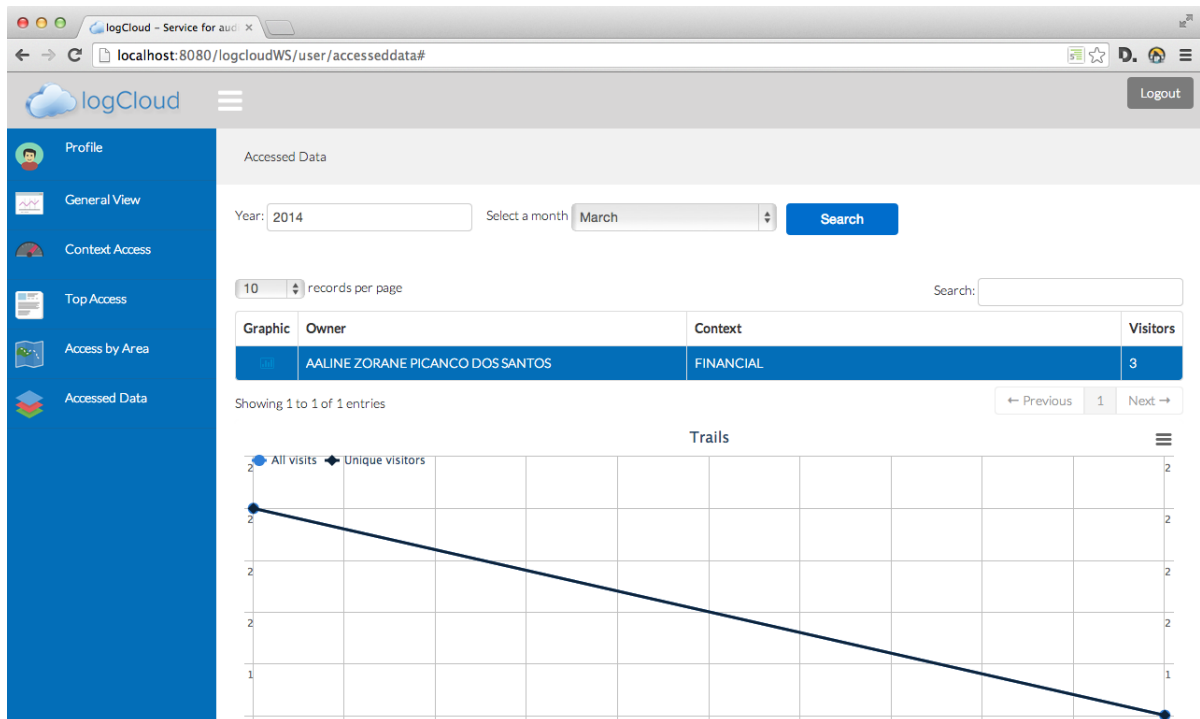 logCloud – Service for aud
localhost:8080/logcloudWS/user/accesseddata#
D.
logCloud
Logout
Profile
General View
Context Access
Top Access
Access by Area
Accessed Data
Accessed Data
Year: 2014 Select a month March Search
10 records per page Search:
Graphic Owner Context Visitors
AALINE ZORANE PICANCO DOS SANTOS FINANCIAL 3
Showing 1 to 1 of 1 entries ← Previous 1 Next →
Trails
All visits Unique visitors
2 2
2 2
2 2
2 2
1 1